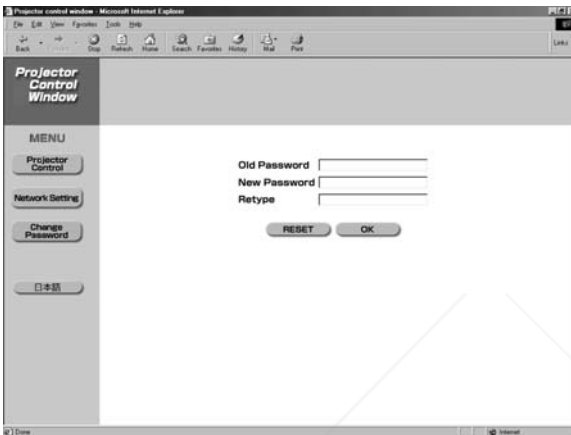 Projector control window - Microsoft Internet Explorer
File Edit View Favorites Tools Help
Back Stop Refresh Home Search Favorites History Mail Print
Links
Projector
Control
Window
MENU
Projector
Control
Network Setting
Change
Password
日本語
Old Password
New Password
Retype
RESET OK
Done
Internet